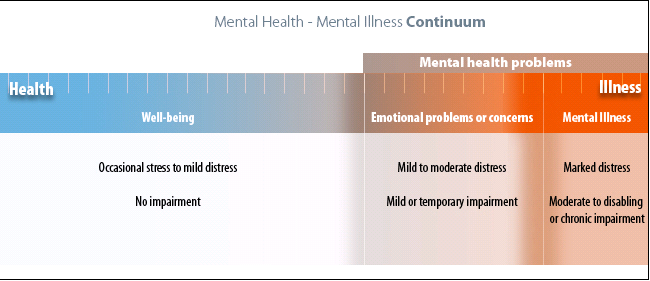 Mental Health - Mental Illness Continuum
Mental health problems
Health
Illness
Well-being
Emotional problems or concerns
Mental Illness
Occasional stress to mild distress
Mild to moderate distress
Marked distress
No impairment
Mild or temporary impairment
Moderate to disabling
or chronic impairment